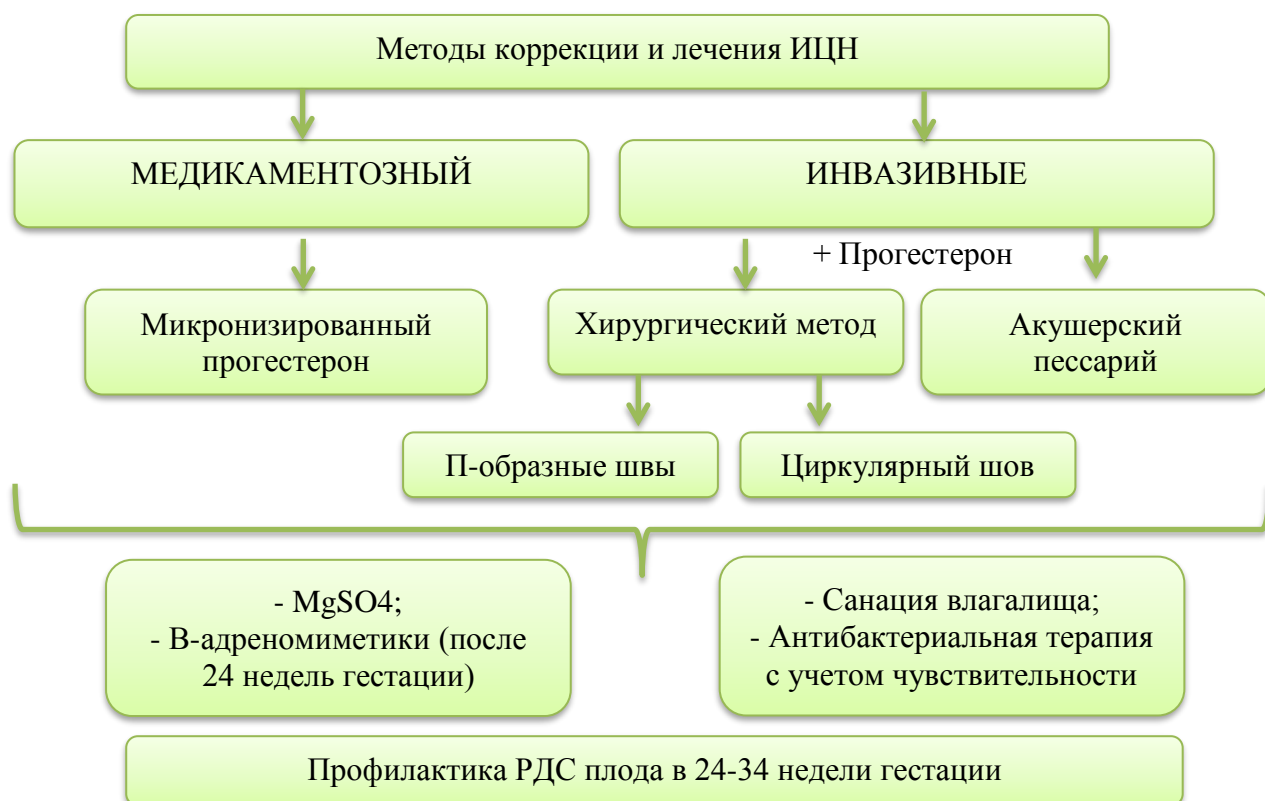 Методы коррекции и лечения ИЦН
МЕДИКАМЕНТОЗНЫЙ
ИНВАЗИВНЫЕ
+ Прогестерон
Микронизированный
прогестерон
Хирургический метод
Акушерский
пессарий
П-образные швы
Циркулярный шов
- MgSO4;
- В-адреномиметики (после
24 недель гестации)
- Санация влагалища;
- Антибактериальная терапия
с учетом чувствительности
Профилактика РДС плода в 24-34 недели гестации